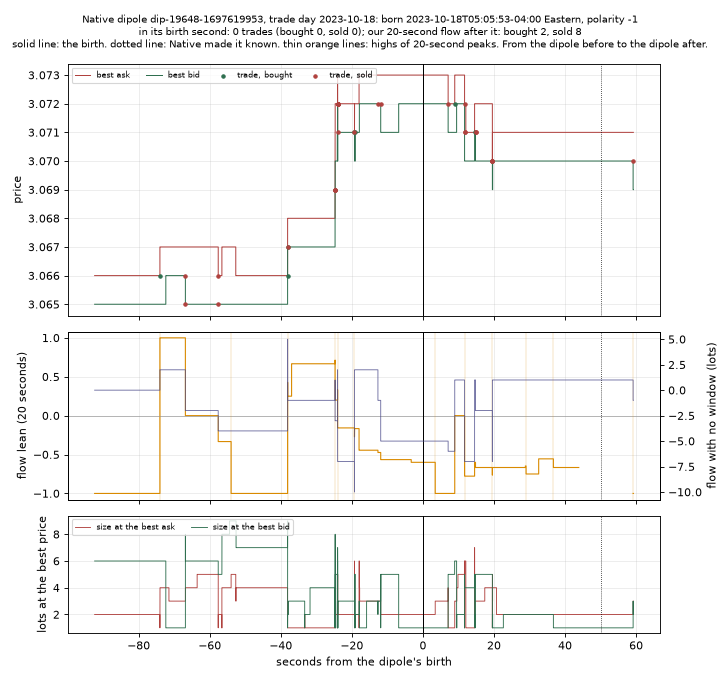 Native dipole dip-19648-1697619953, trade day 2023-10-18: born 2023-10-18T05:05:53-04:00 Eastern, polarity -1
in its birth second: 0 trades (bought 0, sold 0); our 20-second flow after it: bought 2, sold 8
solid line: the birth. dotted line: Native made it known. thin orange lines: highs of 20-second peaks. From the dipole before to the dipole after.
best ask best bid trade, bought trade, sold
3.073
3.072
3.071
3.070
3.069
3.068
3.067
3.066
3.065
price
1.0
0.5
0.0
−0.5
−1.0
flow lean (20 seconds)
5.0
2.5
0.0
−2.5
−5.0
−7.5
−10.0
flow with no window (lots)
size at the best ask size at the best bid
8
6
4
2
lots at the best price
−80 −60 −40 −20 0 20 40 60
seconds from the dipole's birth